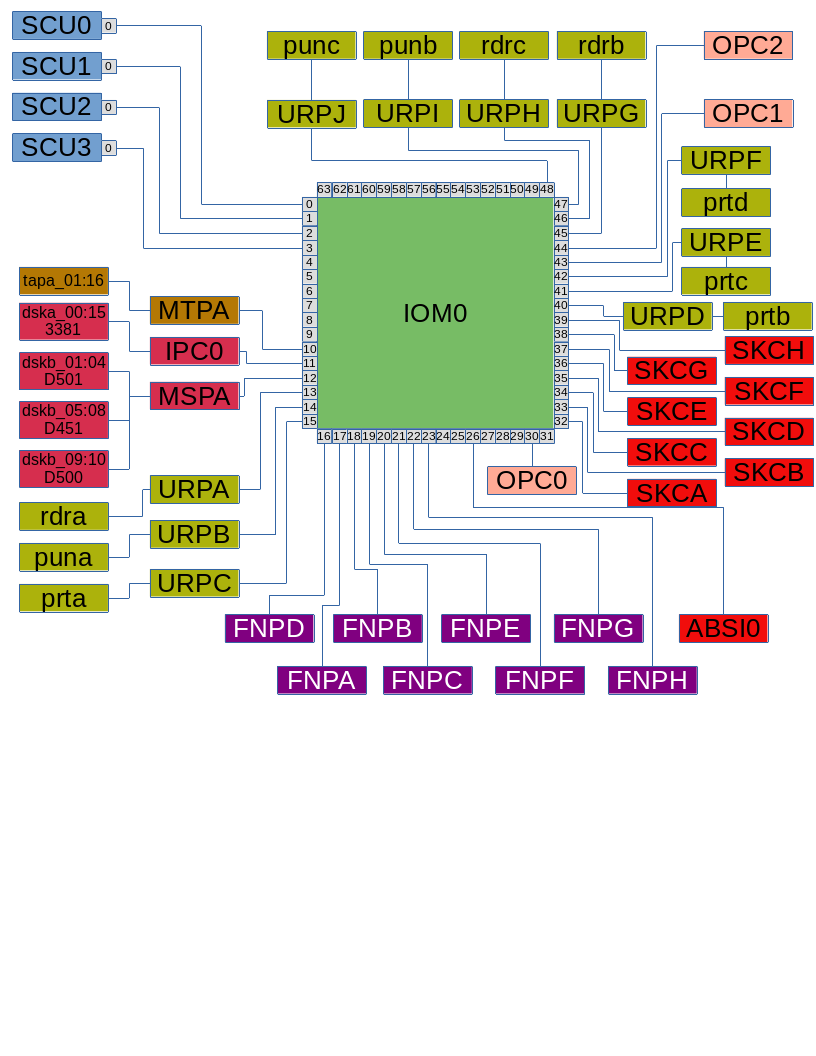 SCU0 0
SCU1 0
SCU2 0
SCU3 0
punc punb rdrc rdrb OPC2
URPJ URPI URPH URPG OPC1
URPF
prtd
URPE
prtc
63 62 61 60 59 58 57 56 55 54 53 52 51 50 49 48
0
1
2
3
4
5
6
7
8
9
10
11
12
13
14
15
IOM0
47
46
45
44
43
42
41
40
39
38
37
36
35
34
33
32
16 17 18 19 20 21 22 23 24 25 26 27 28 29 30 31
tapa_01:16
MTPA
dska_00:15
3381
IPC0
dskb_01:04
D501
MSPA
dskb_05:08
D451
dskb_09:10
D500
URPA
rdra
URPB
puna
URPC
prta
URPD prtb
SKCH
SKCG
SKCF
SKCE
SKCD
SKCC
SKCB
SKCA
OPC0
FNPD FNPB FNPE FNPG ABSI0
FNPA FNPC FNPF FNPH